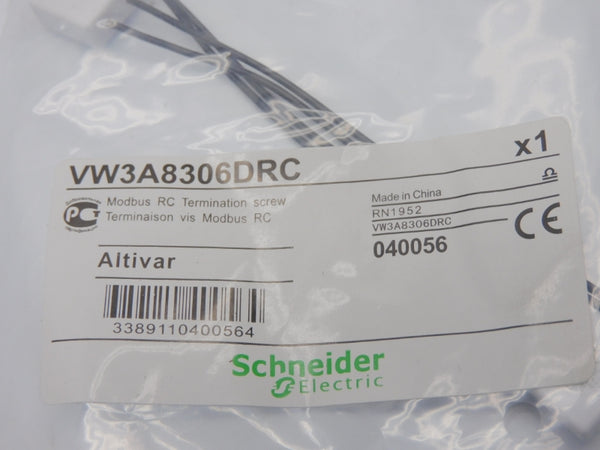 VW3A8306DRC
x1
Modbus RC Termination screw
Terminaison vis Modbus RC
Made in China
RN1952
VW3A8306DRC
040056
CE
Altivar
3389110400564
Schneider
Electric